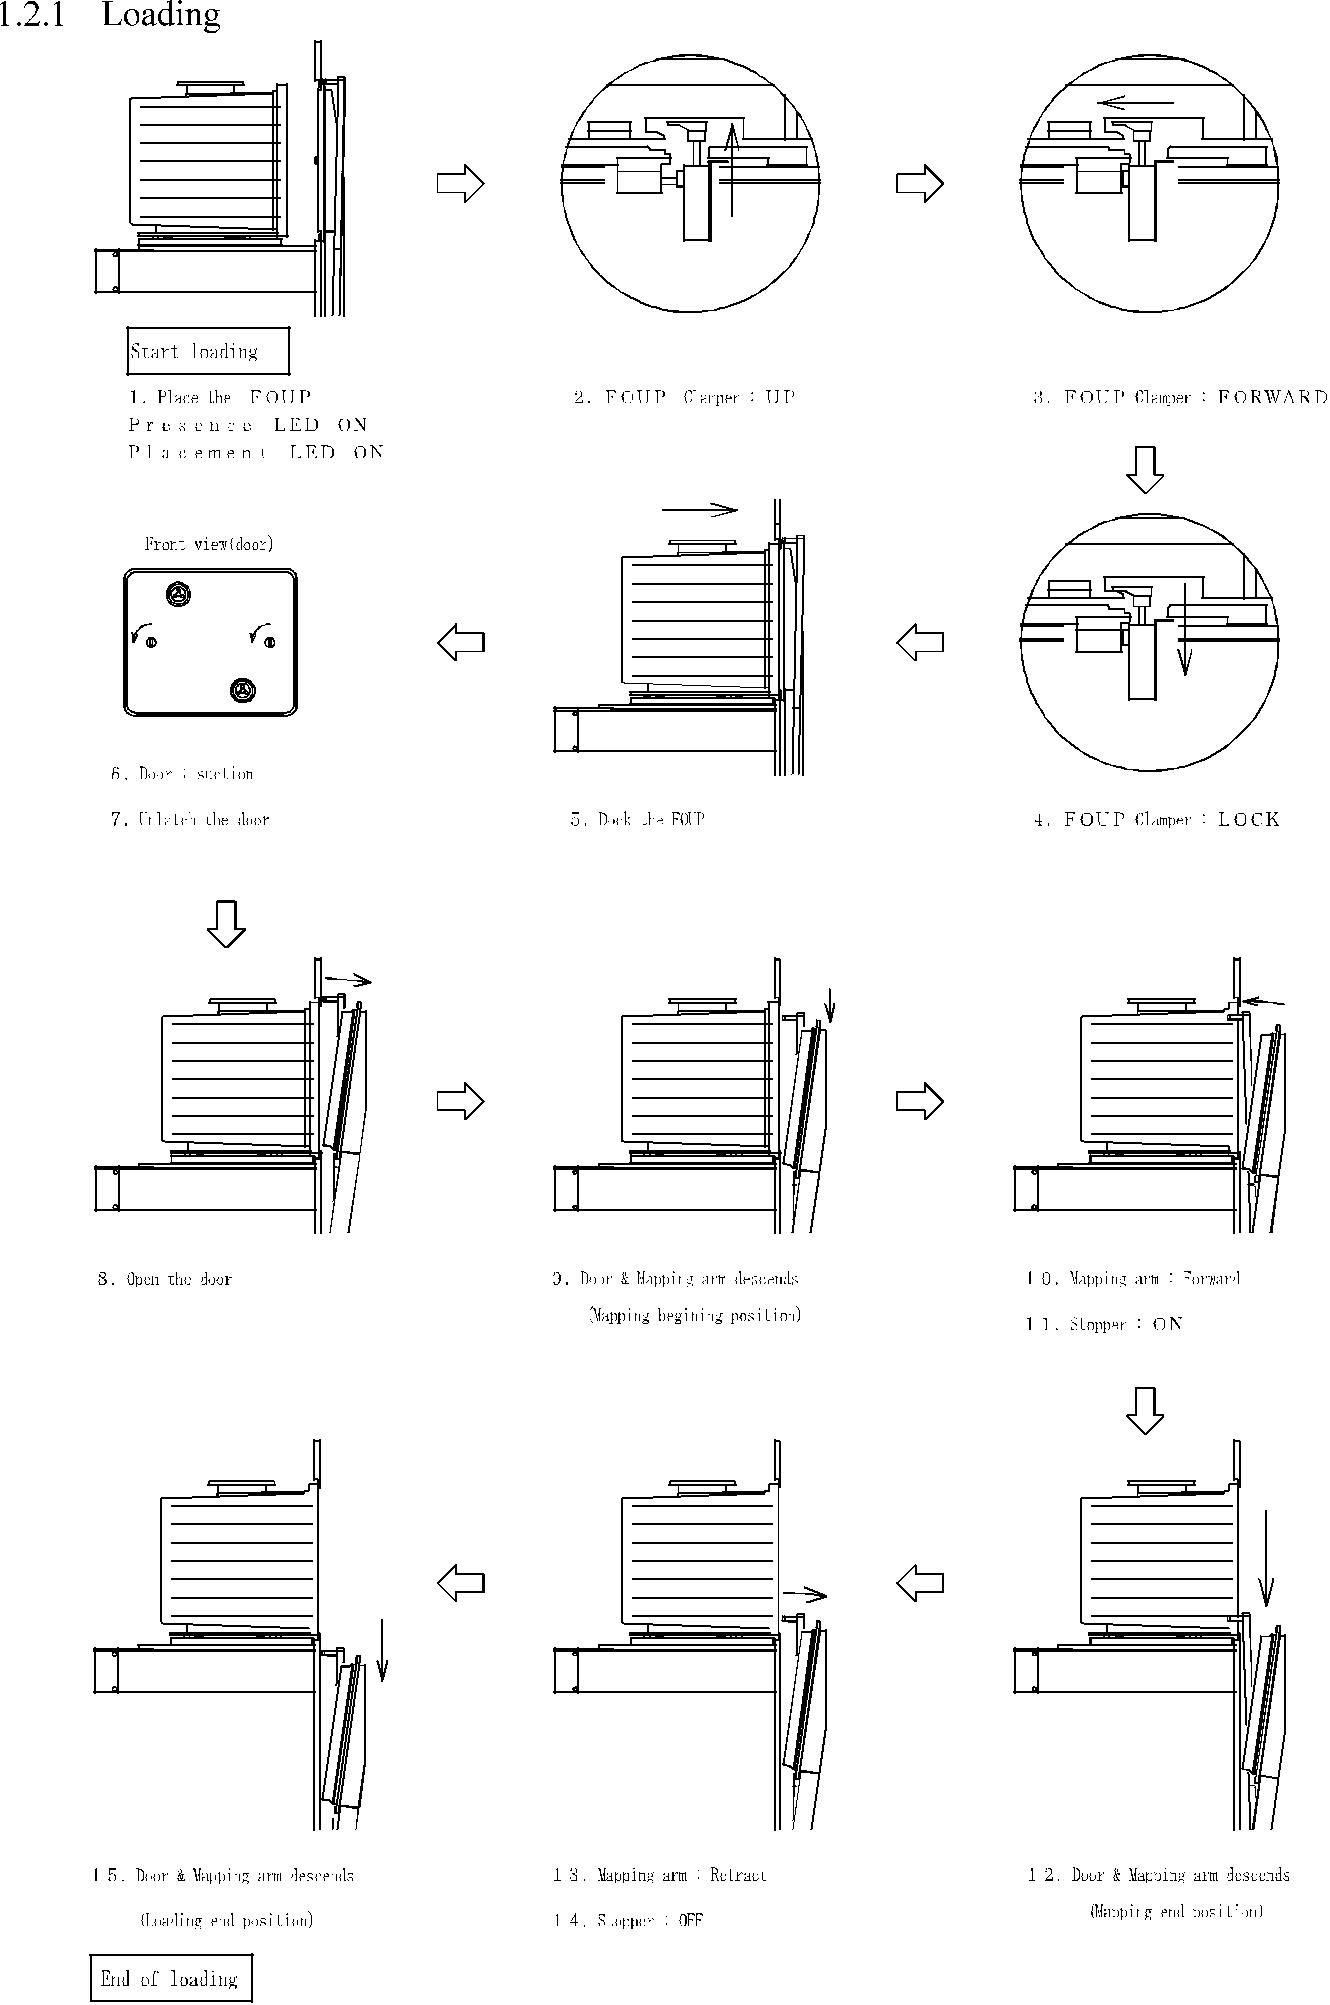 1.2.1 Loading
Start loading
1. Place the FOUP
Presence LED ON
Placement LED ON
2. FOUP Clamper : UP
3. FOUP Clamper : FORWARD
4. FOUP Clamper : LOCK
5. Dock the FOUP
Front view(door)
6. Door : suction
7. Unlatch the door
8. Open the door
9. Door & Mapping arm descends
(Mapping begining position)
10. Mapping arm : Forward
11. Stopper : ON
12. Door & Mapping arm descends
(Mapping end position)
13. Mapping arm : Retract
14. Stopper : OFF
15. Door & Mapping arm descends
(Loading end position)
End of loading